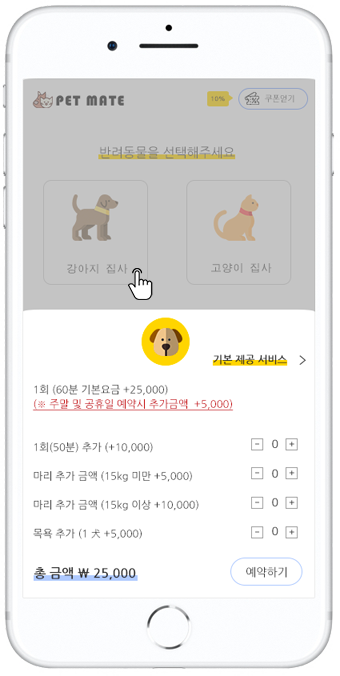 PET MATE
10%
쿠폰받기
반려동물을 선택해주세요
강아지 집사
고양이 집사
기본 제공 서비스 >
1회 (60분 기본요금 +25,000)
(※ 주말 및 공휴일 예약시 추가금액 +5,000)
1회(50분) 추가 (+10,000) - 0 +
마리 추가 금액 (15kg 미만 +5,000) - 0 +
마리 추가 금액 (15kg 이상 +10,000) - 0 +
목욕 추가 (1 犬 +5,000) - 0 +
총 금액 ₩ 25,000
예약하기